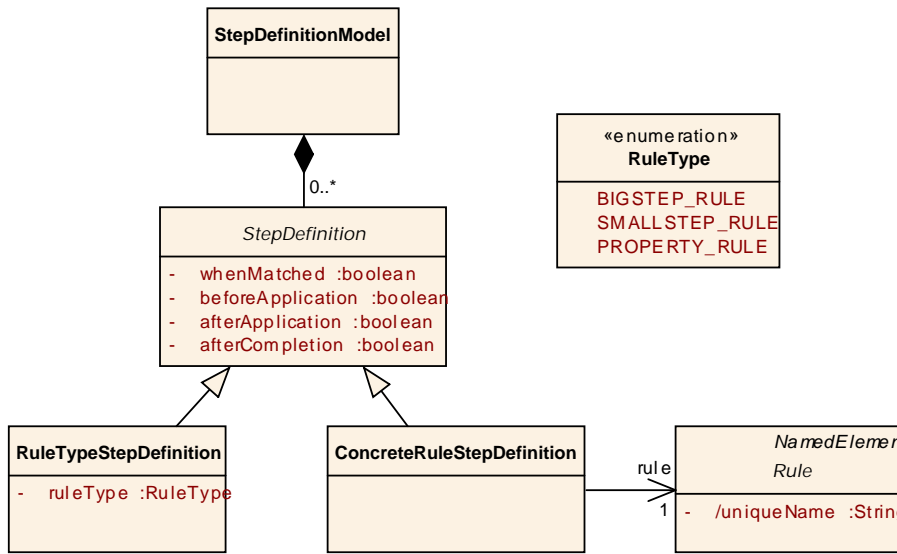 StepDefinitionModel
0..*
«enumeration»
RuleType
BIGSTEP_RULE
SMALLSTEP_RULE
PROPERTY_RULE
StepDefinition
- whenMatched :boolean
- beforeApplication :boolean
- afterApplication :boolean
- afterCompletion :boolean
RuleTypeStepDefinition
- ruleType :RuleType
ConcreteRuleStepDefinition
rule
1
Rule
- /uniqueName